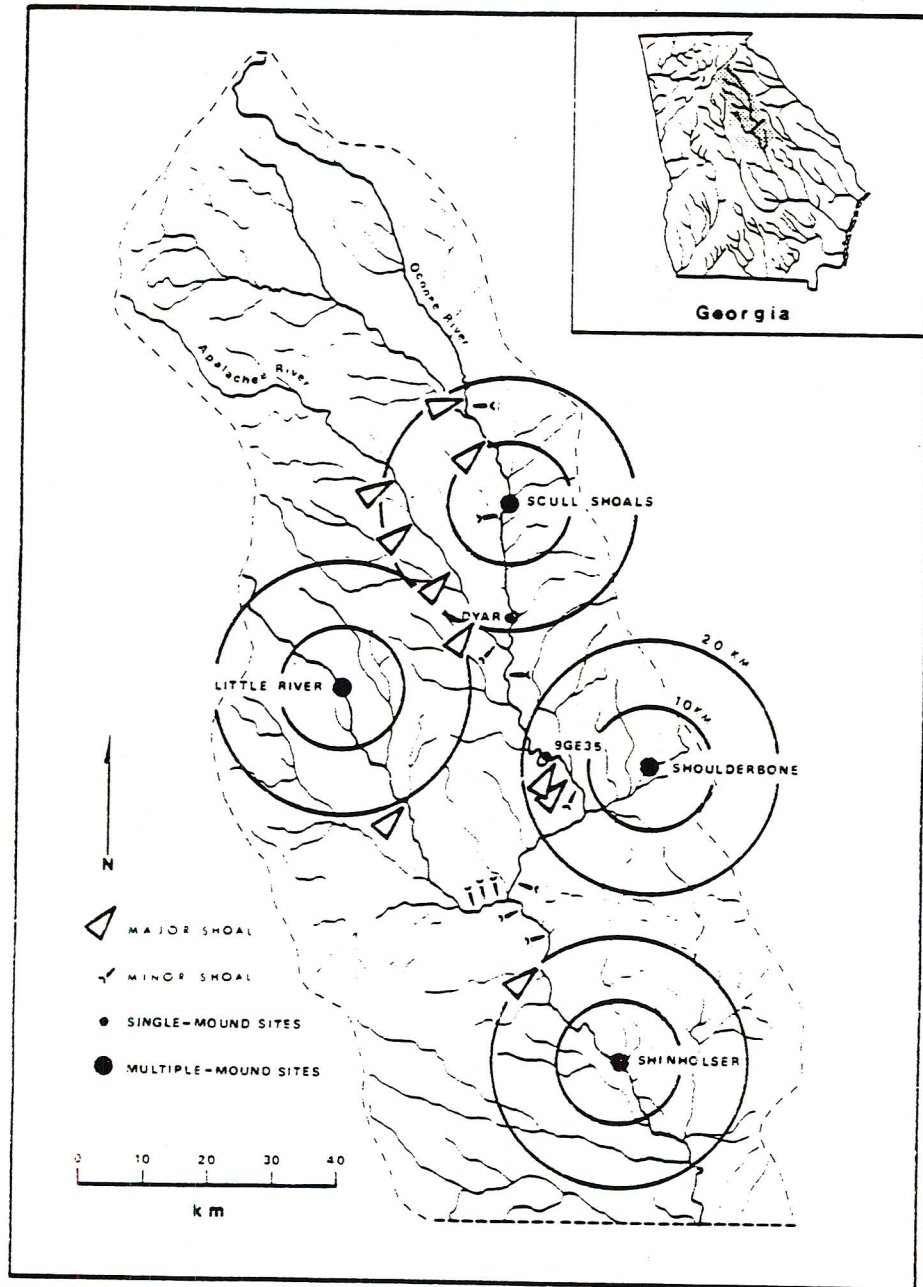 Georgia
Oconee River
Apalachee River
SCULL SHOALS
DYAR
LITTLE RIVER
20 KM
10 KM
9GE35
SHOULDERBONE
N
MAJOR SHOAL
MINOR SHOAL
SINGLE-MOUND SITES
MULTIPLE-MOUND SITES
SHINHOLSER
0 10 20 30 40
km